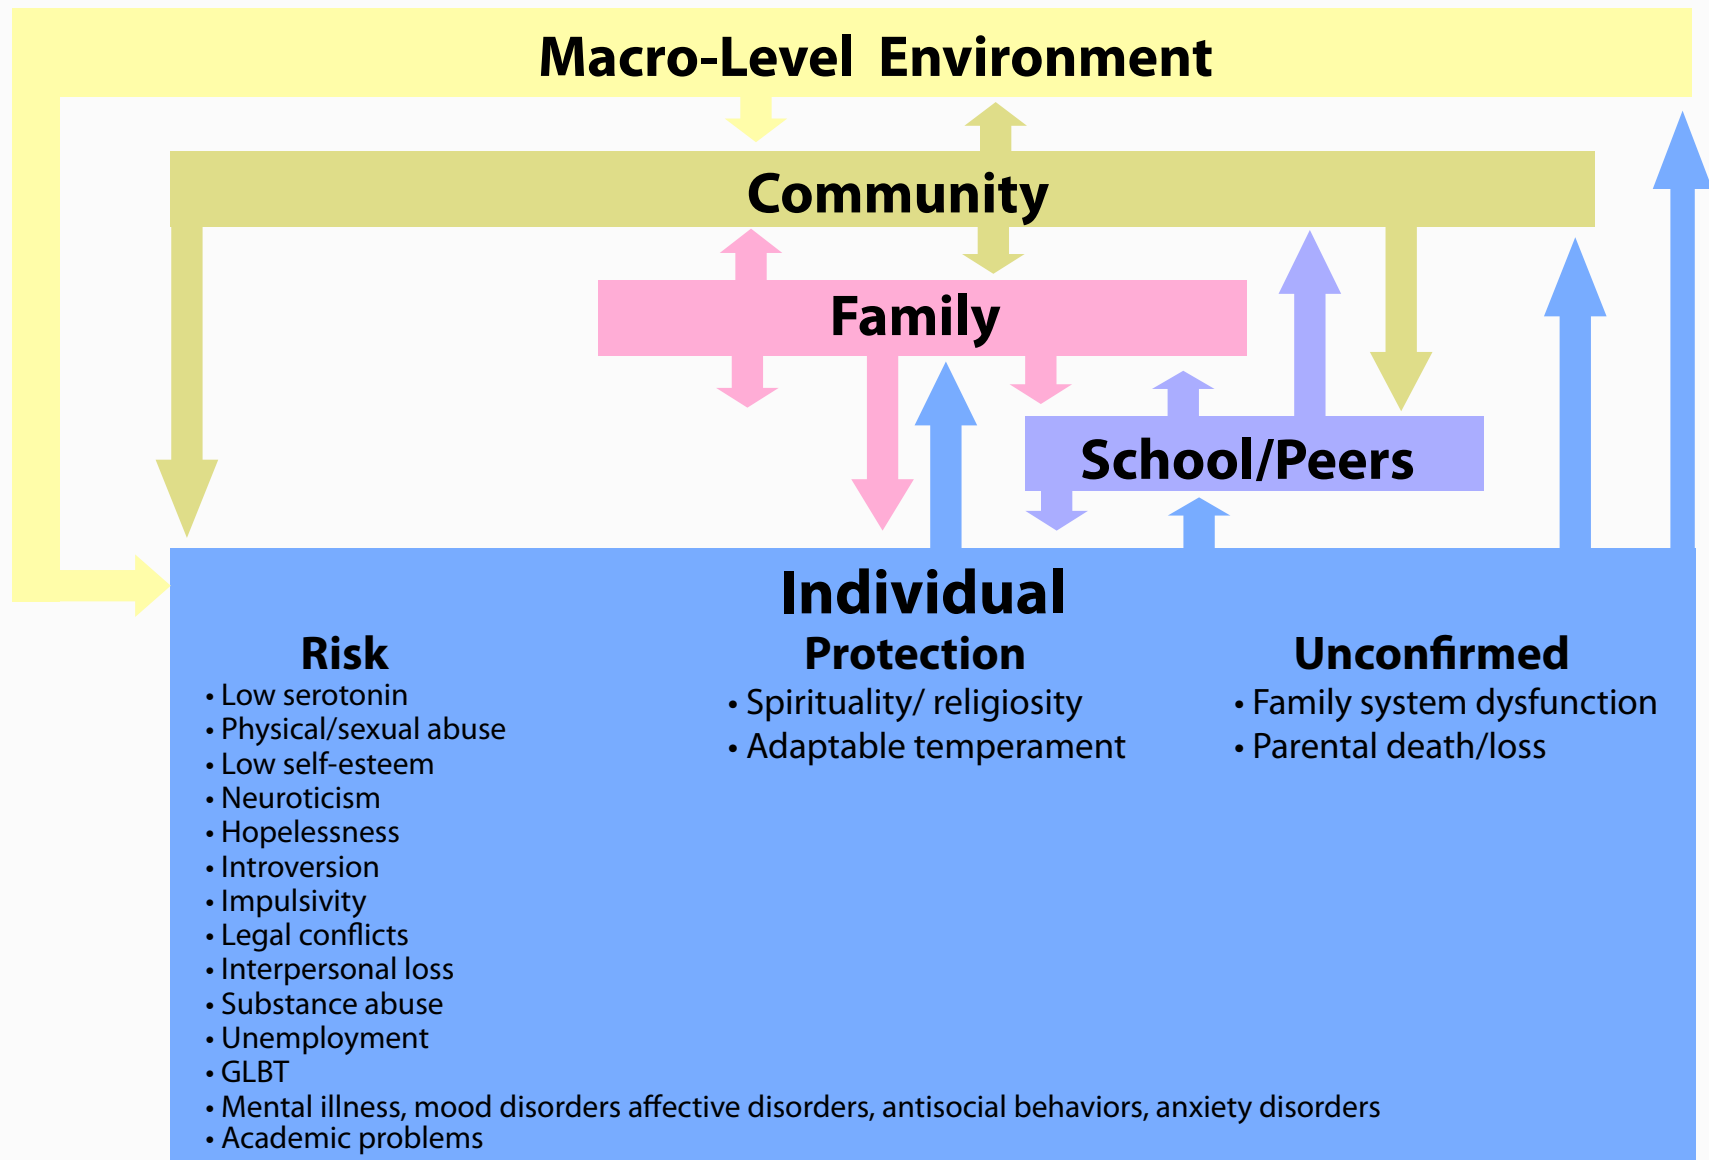 Macro-Level Environment
Community
Family
School/Peers
Individual
Risk
• Low serotonin
• Physical/sexual abuse
• Low self-esteem
• Neuroticism
• Hopelessness
• Introversion
• Impulsivity
• Legal conflicts
• Interpersonal loss
• Substance abuse
• Unemployment
• GLBT
• Mental illness, mood disorders affective disorders, antisocial behaviors, anxiety disorders
• Academic problems
Protection
• Spirituality/ religiosity
• Adaptable temperament
Unconfirmed
• Family system dysfunction
• Parental death/loss